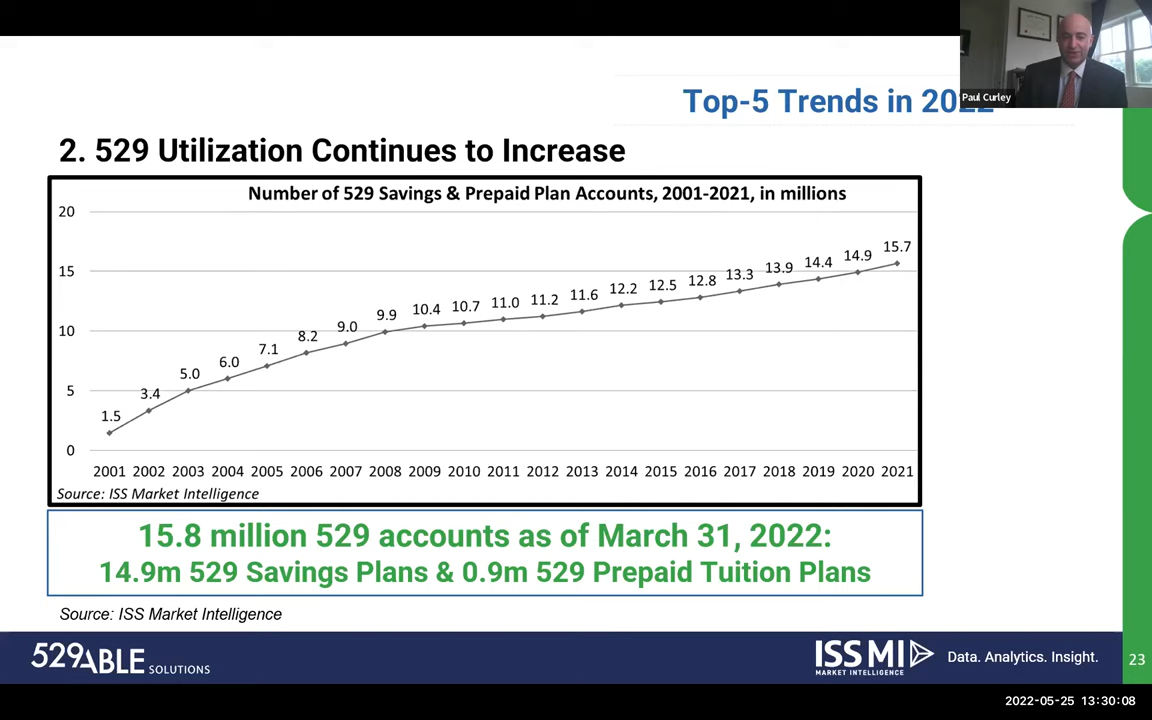 Top-5 Trends in 2022
Paul Curley
2. 529 Utilization Continues to Increase
Number of 529 Savings & Prepaid Plan Accounts, 2001-2021, in millions
20
15
10
5
0
1.5 3.4 5.0 6.0 7.1 8.2 9.0 9.9 10.4 10.7 11.0 11.2 11.6 12.2 12.5 12.8 13.3 13.9 14.4 14.9 15.7
2001 2002 2003 2004 2005 2006 2007 2008 2009 2010 2011 2012 2013 2014 2015 2016 2017 2018 2019 2020 2021
Source: ISS Market Intelligence
15.8 million 529 accounts as of March 31, 2022:
14.9m 529 Savings Plans & 0.9m 529 Prepaid Tuition Plans
Source: ISS Market Intelligence
529ABLE SOLUTIONS
ISS MI
MARKET INTELLIGENCE
Data. Analytics. Insight.
23
2022-05-25 13:30:08